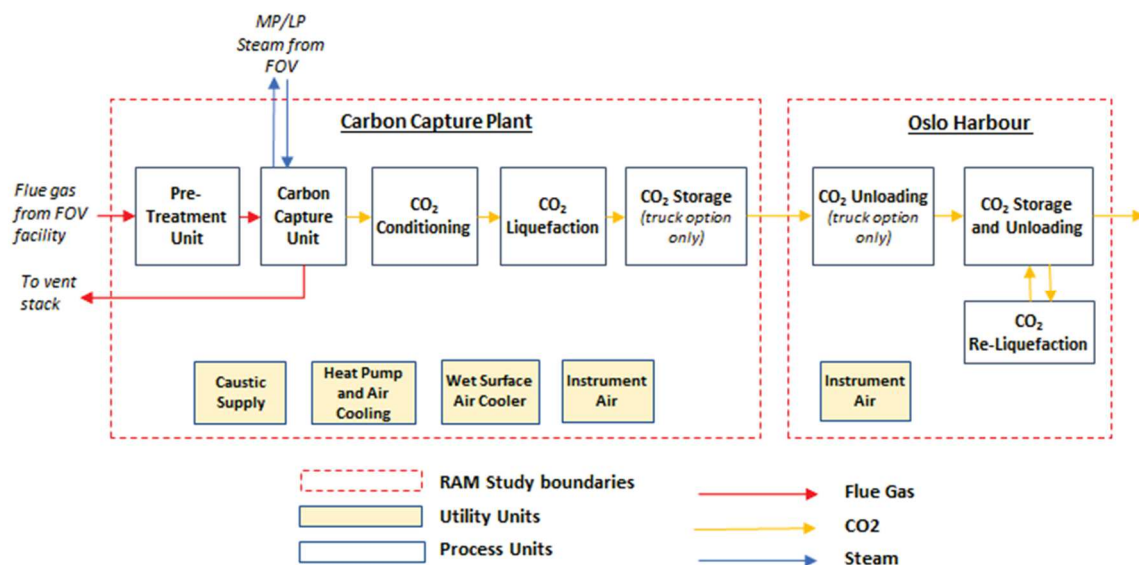 MP/LP
Steam from
FOV
Carbon Capture Plant
Oslo Harbour
Flue gas
from FOV
facility
Pre-
Treatment
Unit
Carbon
Capture
Unit
CO2
Conditioning
CO2
Liquefaction
CO2 Storage
(truck option
only)
CO2 Unloading
(truck option
only)
CO2 Storage
and Unloading
To vent
stack
CO2
Re-Liquefaction
Caustic
Supply
Heat Pump
and Air
Cooling
Wet Surface
Air Cooler
Instrument
Air
Instrument
Air
RAM Study boundaries
Utility Units
Process Units
Flue Gas
CO2
Steam